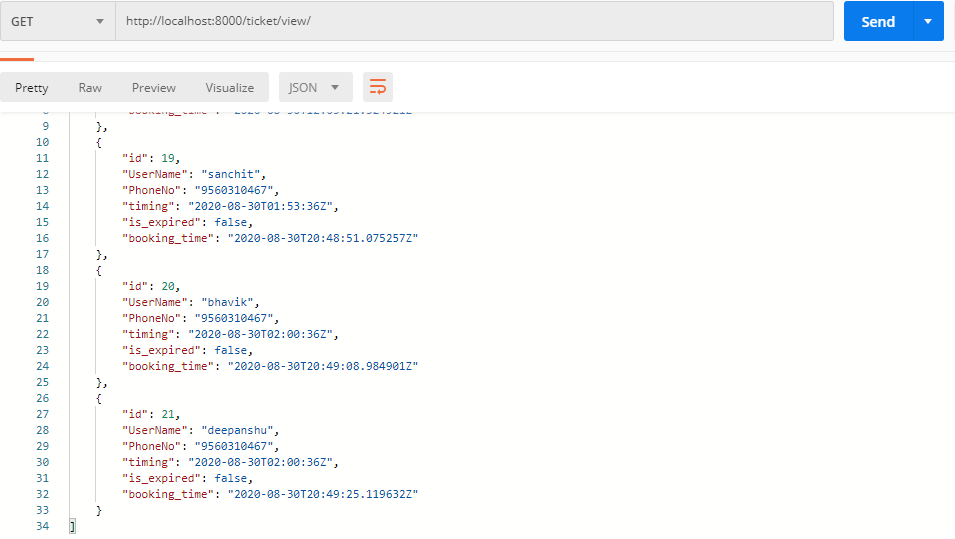 GET http://localhost:8000/ticket/view/ Send
Pretty Raw Preview Visualize JSON
9 },
10 {
11 "id": 19,
12 "UserName": "sanchit",
13 "PhoneNo": "9560310467",
14 "timing": "2020-08-30T01:53:36Z",
15 "is_expired": false,
16 "booking_time": "2020-08-30T20:48:51.075257Z"
17 },
18 {
19 "id": 20,
20 "UserName": "bhavik",
21 "PhoneNo": "9560310467",
22 "timing": "2020-08-30T02:00:36Z",
23 "is_expired": false,
24 "booking_time": "2020-08-30T20:49:08.984901Z"
25 },
26 {
27 "id": 21,
28 "UserName": "deepanshu",
29 "PhoneNo": "9560310467",
30 "timing": "2020-08-30T02:00:36Z",
31 "is_expired": false,
32 "booking_time": "2020-08-30T20:49:25.119632Z"
33 }
34 ]